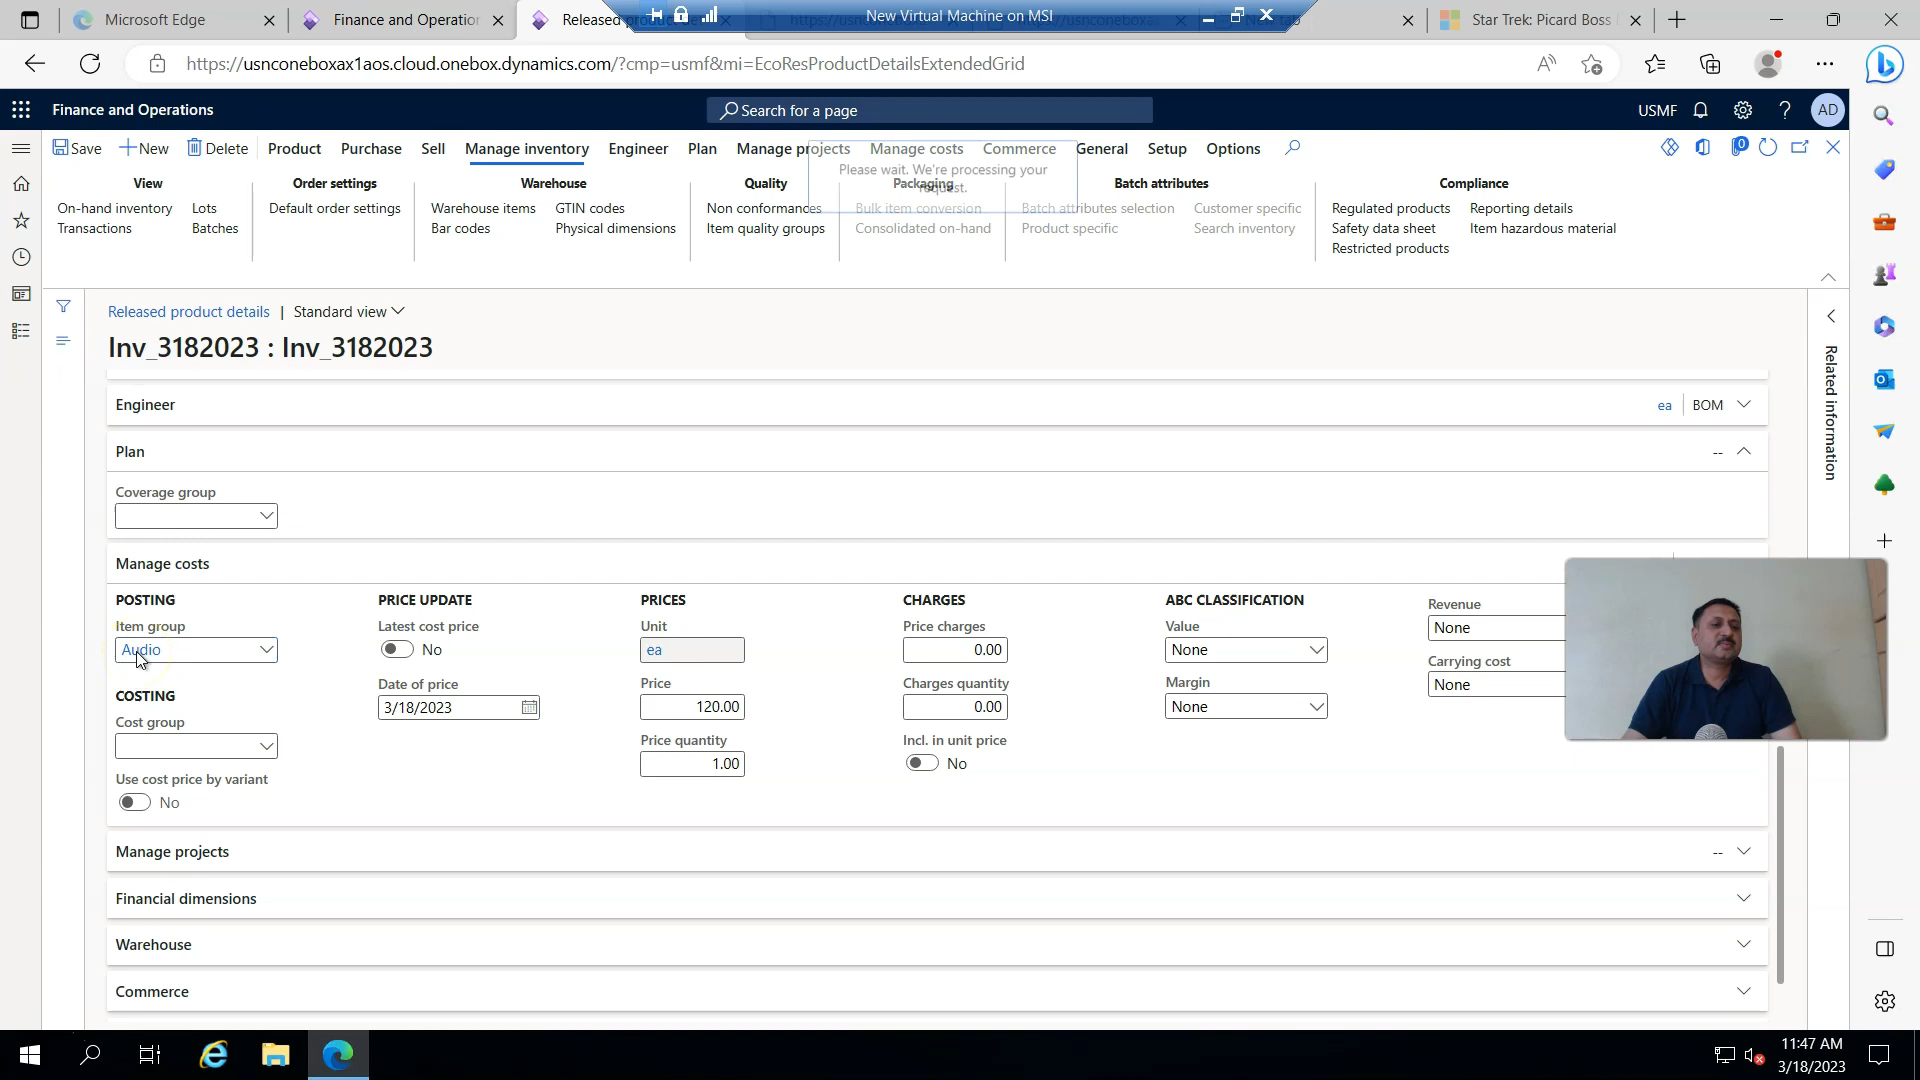 Microsoft Edge
Finance and Operation
Released
New Virtual Machine on MSI
Star Trek: Picard Boss
https://usnconeboxax1aos.cloud.onebox.dynamics.com/?cmp=usmf&mi=EcoResProductDetailsExtendedGrid
Finance and Operations
Search for a page
USMF
AD
Save
New
Delete
Product
Purchase
Sell
Manage inventory
Engineer
Plan
Manage projects
Manage costs
Commerce
General
Setup
Options
0
Please wait. We're processing your
request.
View
Order settings
Warehouse
Quality
Packaging
Batch attributes
Compliance
On-hand inventory
Lots
Default order settings
Warehouse items
GTIN codes
Non conformances
Bulk item conversion
Batch attributes selection
Customer specific
Regulated products
Reporting details
Transactions
Batches
Bar codes
Physical dimensions
Item quality groups
Consolidated on-hand
Product specific
Search inventory
Safety data sheet
Item hazardous material
Restricted products
Released product details | Standard view
Inv_3182023 : Inv_3182023
Related information
Engineer
ea
BOM
Plan
--
Coverage group
Manage costs
POSTING
PRICE UPDATE
PRICES
CHARGES
ABC CLASSIFICATION
Item group
Latest cost price
Unit
Price charges
Value
Revenue
Audio
No
ea
0.00
None
None
Date of price
Price
Charges quantity
Margin
Carrying cost
COSTING
3/18/2023
120.00
0.00
None
None
Cost group
Price quantity
Incl. in unit price
1.00
No
Use cost price by variant
No
Manage projects
--
Financial dimensions
Warehouse
Commerce
11:47 AM
3/18/2023